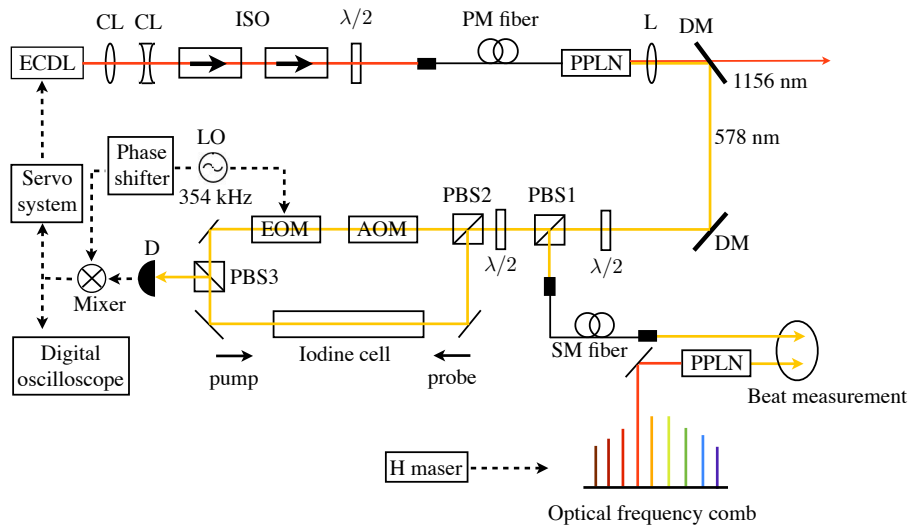 CL CL ISO λ/2 PM fiber L DM
ECDL PPLN
1156 nm
578 nm
Phase
shifter
LO
354 kHz
Servo
system
PBS2 PBS1
EOM AOM
λ/2 λ/2 DM
D
PBS3
Mixer
Iodine cell
SM fiber
pump probe
Digital
oscilloscope
PPLN
Beat measurement
H maser
Optical frequency comb